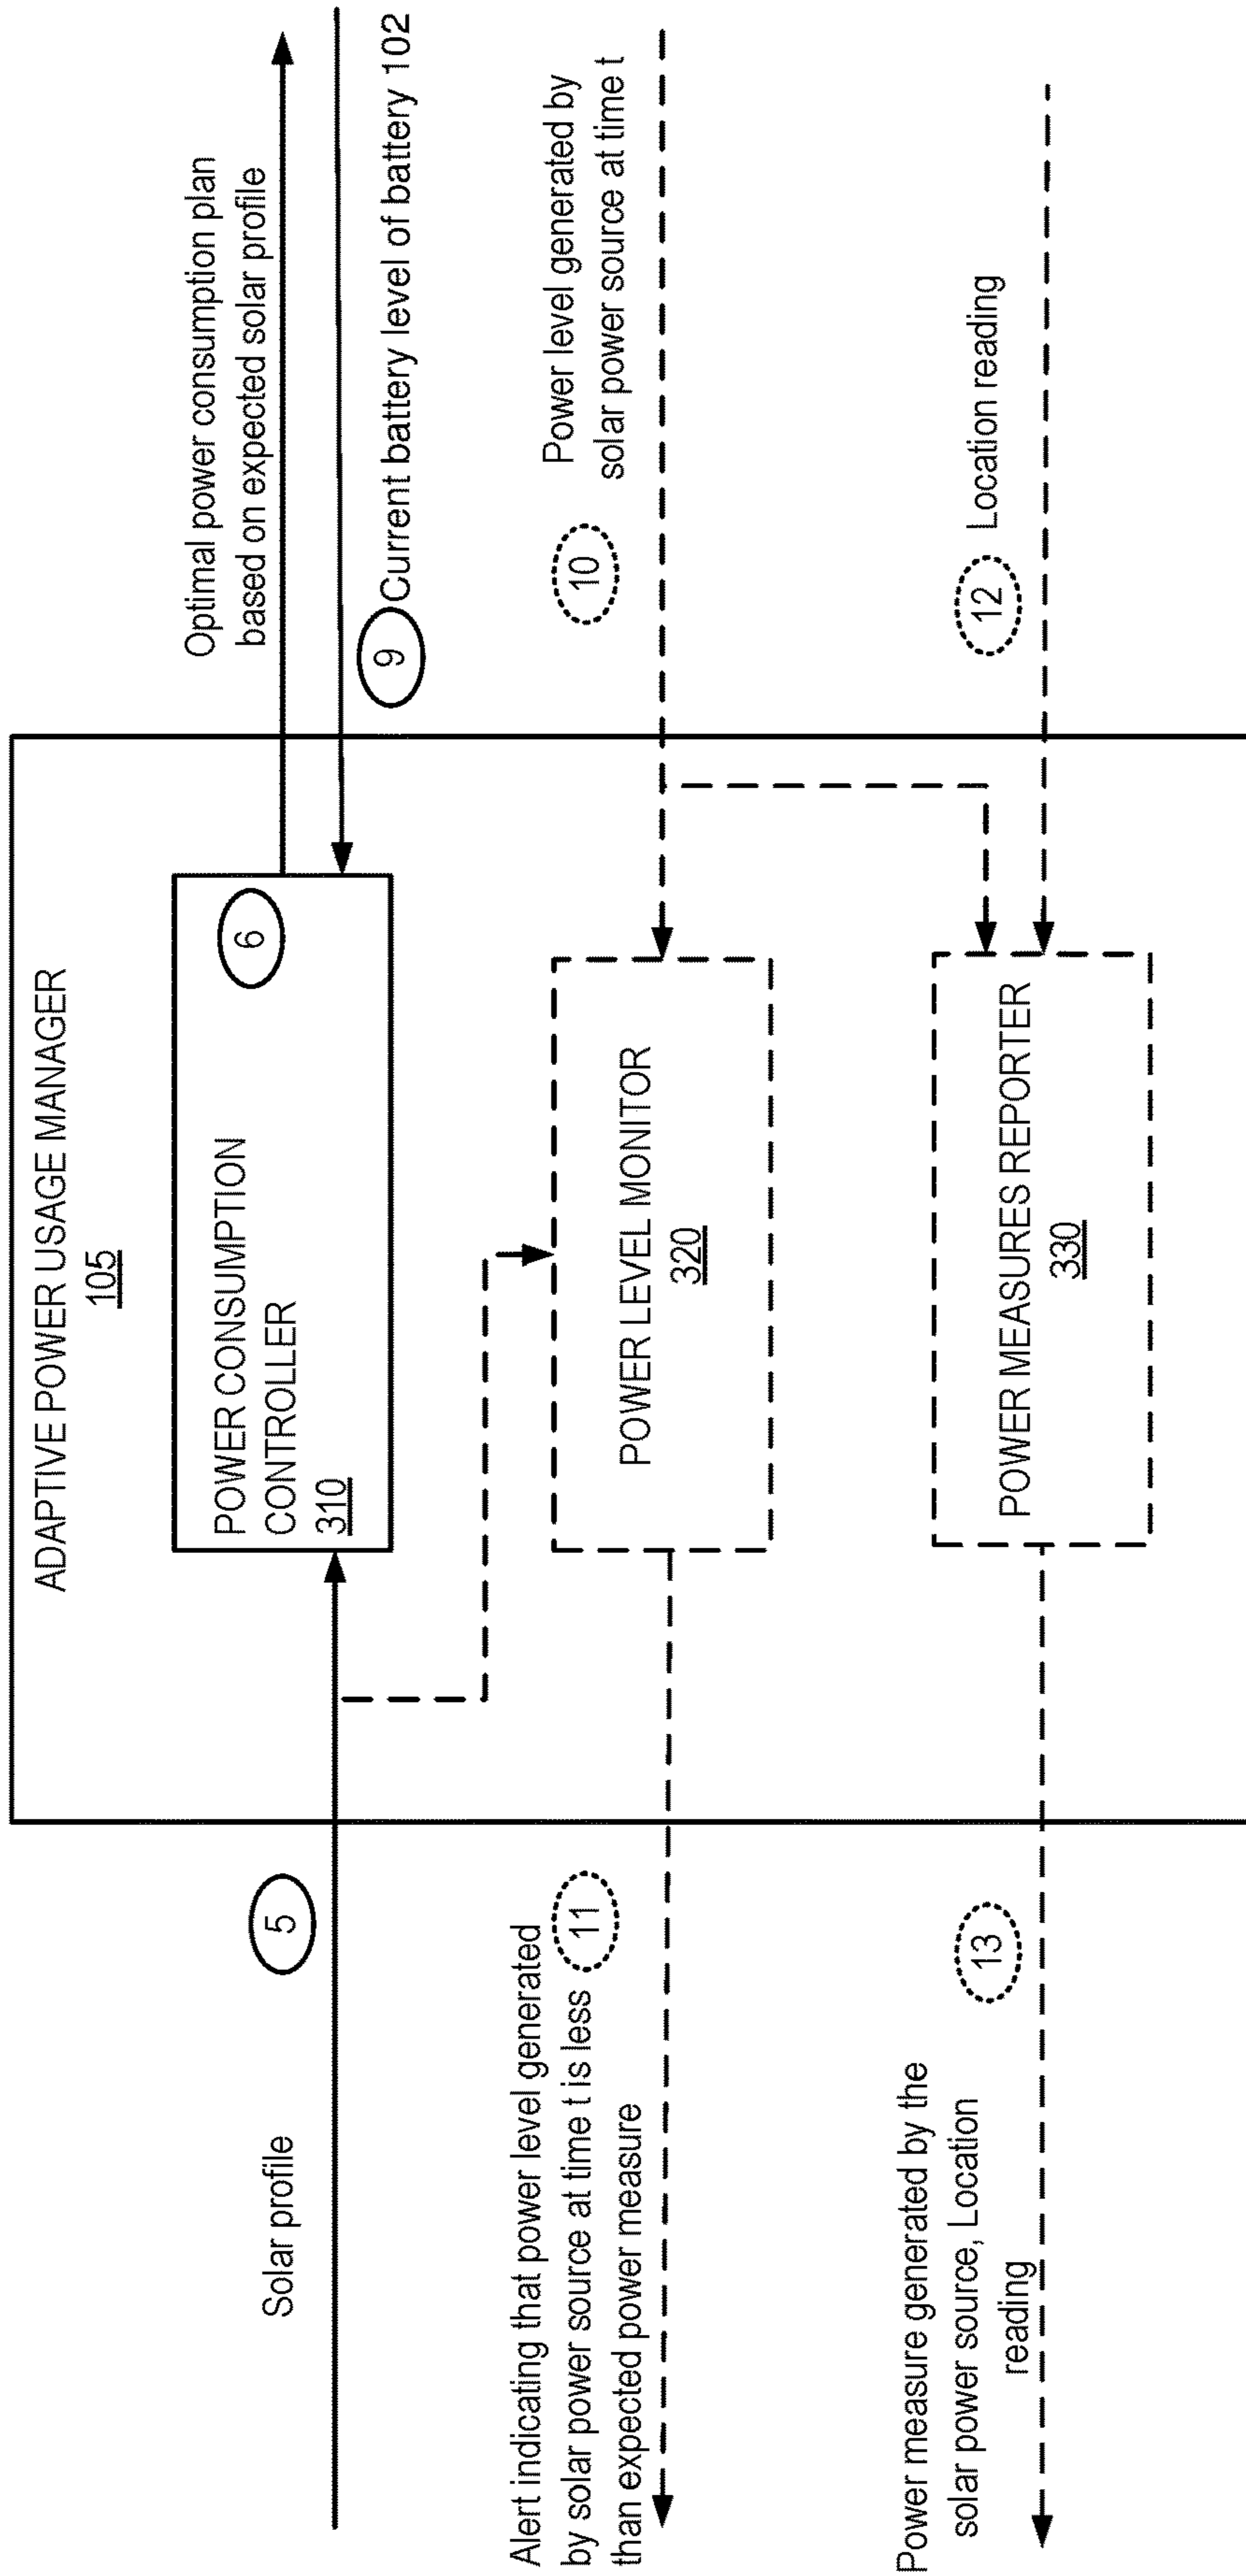 ADAPTIVE POWER USAGE MANAGER
105
Solar profile
5
POWER CONSUMPTION
CONTROLLER
310
6
Optimal power consumption plan
based on expected solar profile
9
Current battery level of battery 102
Alert indicating that power level generated
by solar power source at time t is less
than expected power measure
11
POWER LEVEL MONITOR
320
10
Power level generated by
solar power source at time t
Power measure generated by the
solar power source, Location
reading
13
POWER MEASURES REPORTER
330
12
Location reading